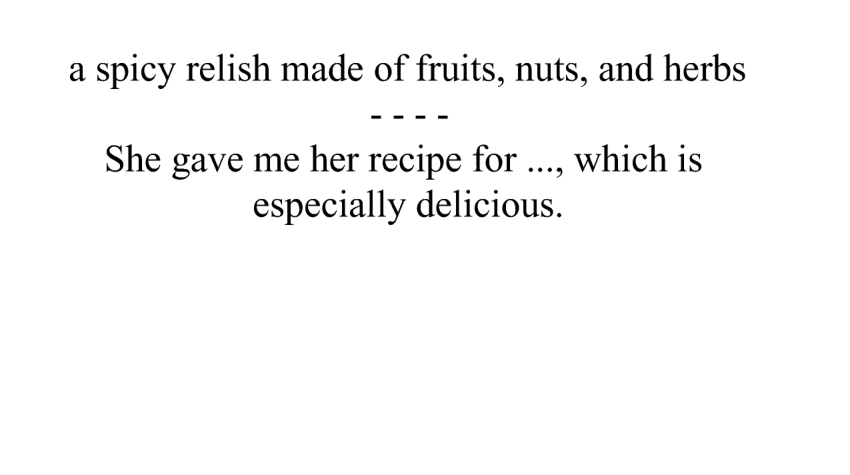 a spicy relish made of fruits, nuts, and herbs
- - - -
She gave me her recipe for ..., which is
especially delicious.